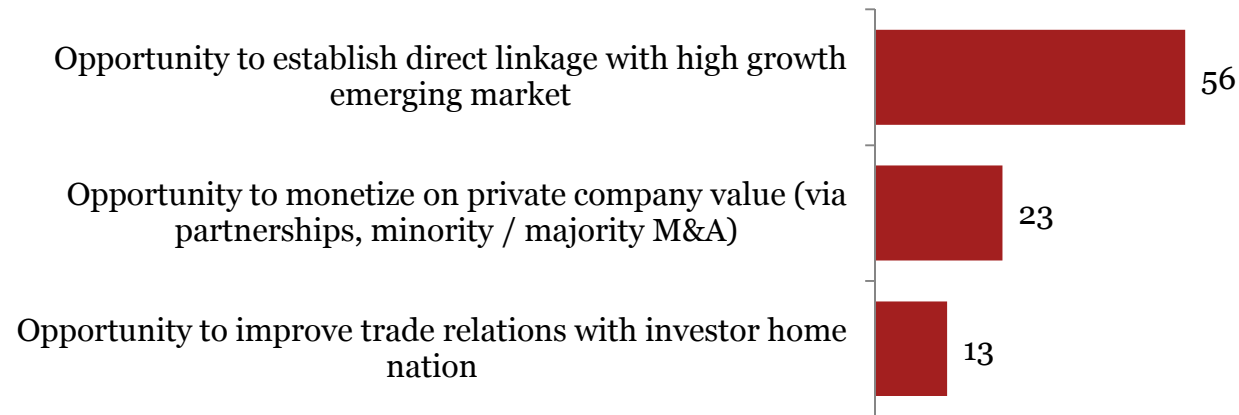 Opportunity to establish direct linkage with high growth
emerging market
56
Opportunity to monetize on private company value (via
partnerships, minority / majority M&A)
23
Opportunity to improve trade relations with investor home
nation
13